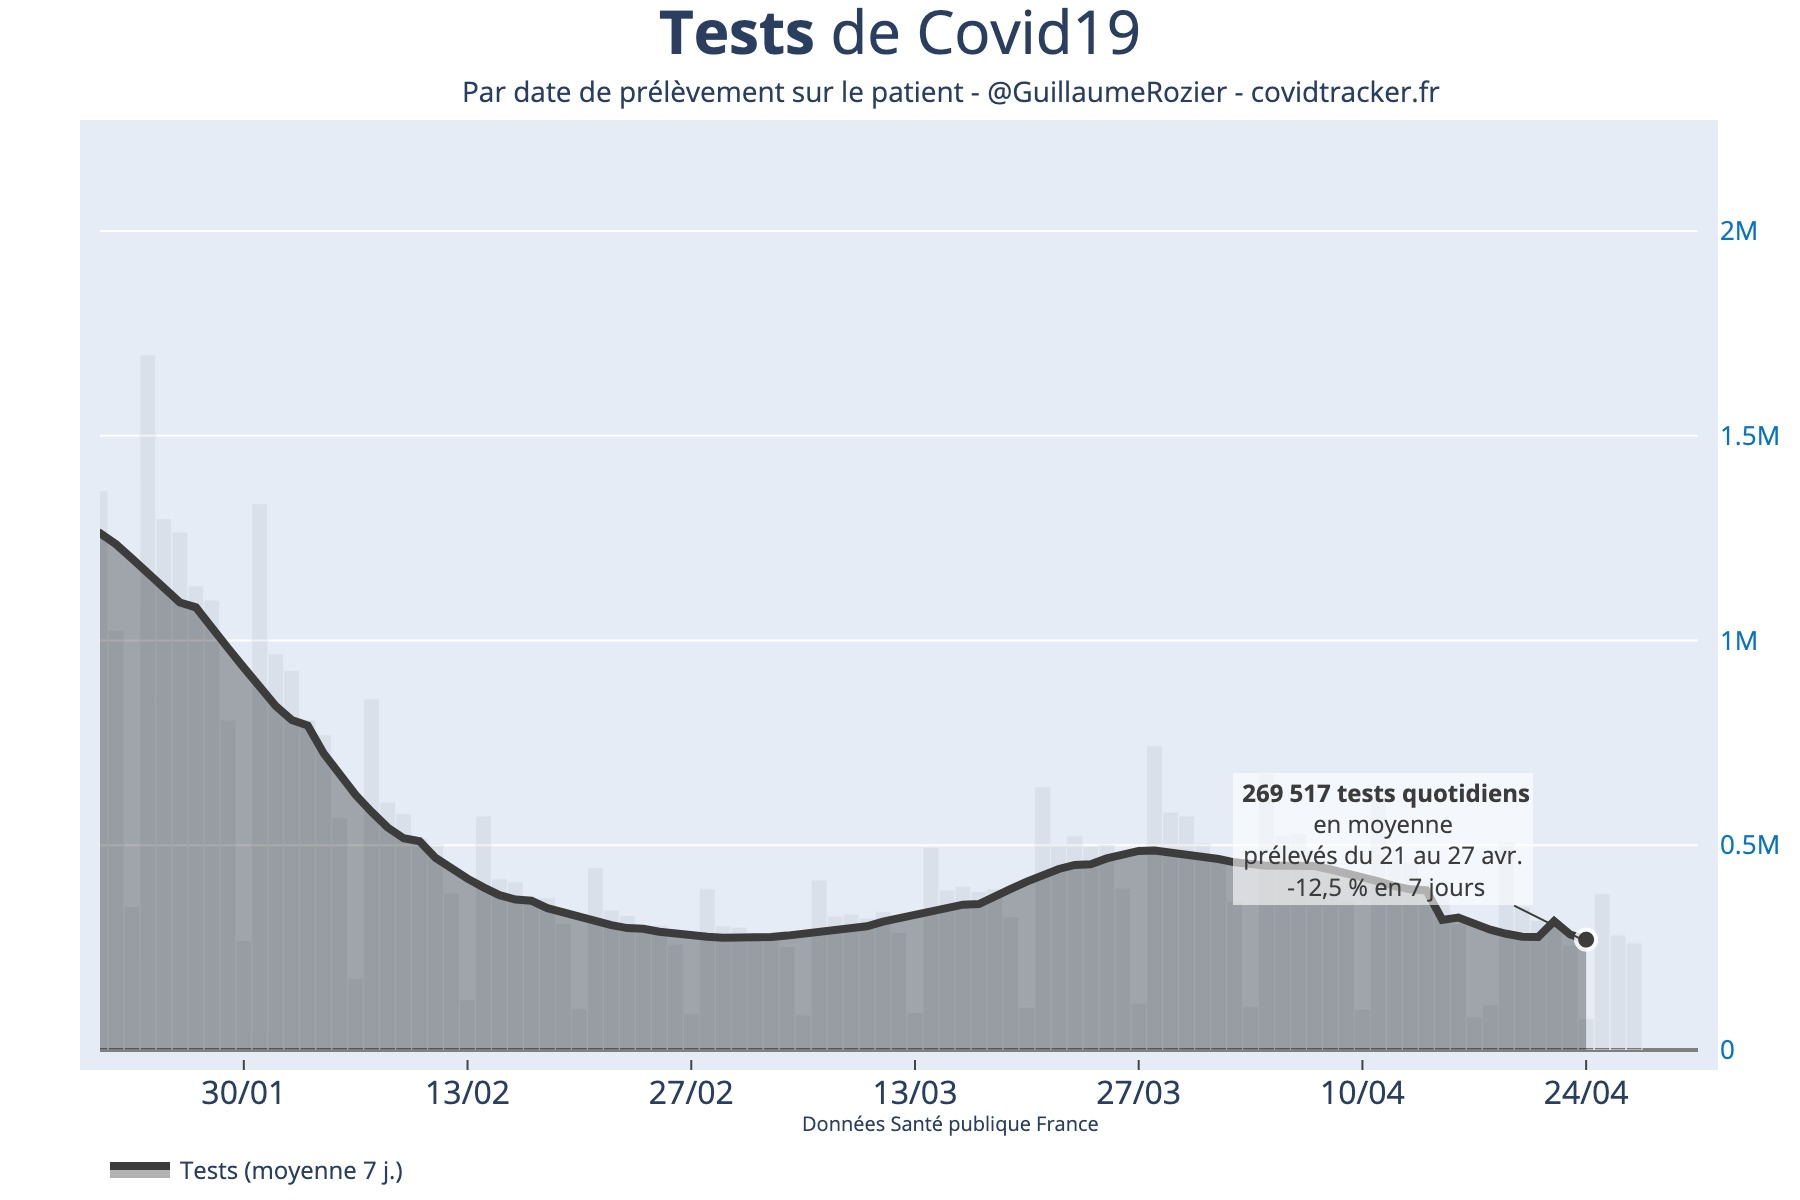 Tests de Covid19
Par date de prélèvement sur le patient - @GuillaumeRozier - covidtracker.fr
2M
1.5M
1M
269 517 tests quotidiens
en moyenne
prélevés du 21 au 27 avr.
-12,5 % en 7 jours
0.5M
0
30/01 13/02 27/02 13/03 27/03 10/04 24/04
Données Santé publique France
Tests (moyenne 7 j.)